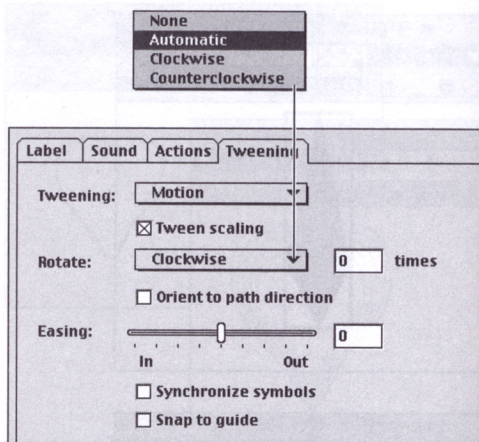 None
Automatic
Clockwise
Counterclockwise
Label Sound Actions Tweening
Tweening: Motion
Tween scaling
Rotate: Clockwise 0 times
Orient to path direction
Easing: 0
In Out
Synchronize symbols
Snap to guide